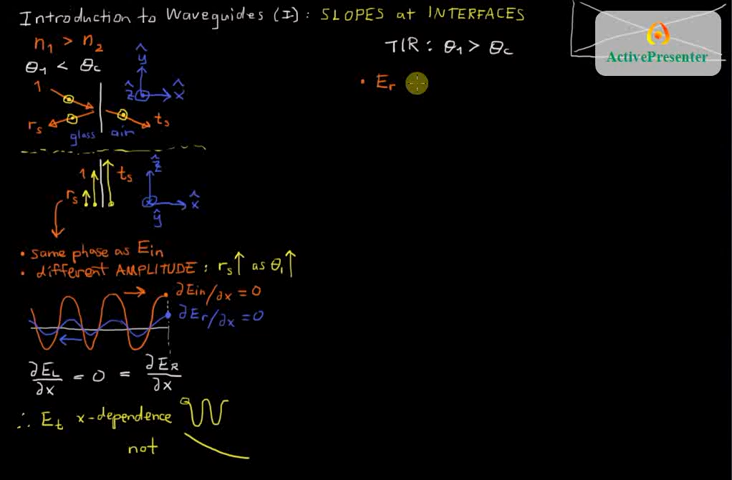 Introduction to Waveguides (I): SLOPES at INTERFACES
n₁ > n₂
θ₁ < θc
1
rs
ts
glass air
ŷ
ẑ
x̂
1
ts
rs
ẑ
x̂
ŷ
• same phase as Ein
• different AMPLITUDE: rs↑ as θ₁↑
∂Ein/∂x = 0
∂Er/∂x = 0
∂EL/∂x = 0 = ∂ER/∂x
∴ Et x-dependence
not
TIR: θ₁ > θc
• Er
ActivePresenter